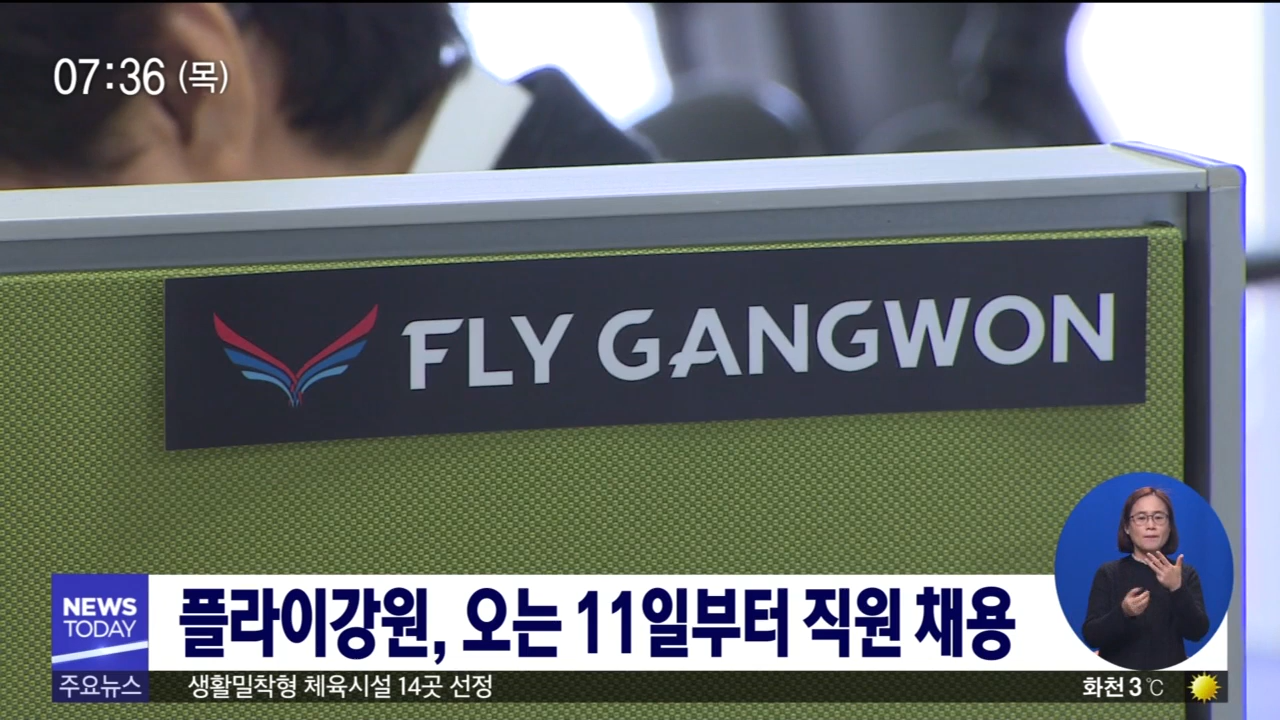 07:36 (목)
FLY GANGWON
NEWS TODAY
플라이강원, 오는 11일부터 직원 채용
주요뉴스
생활밀착형 체육시설 14곳 선정
화천 3℃